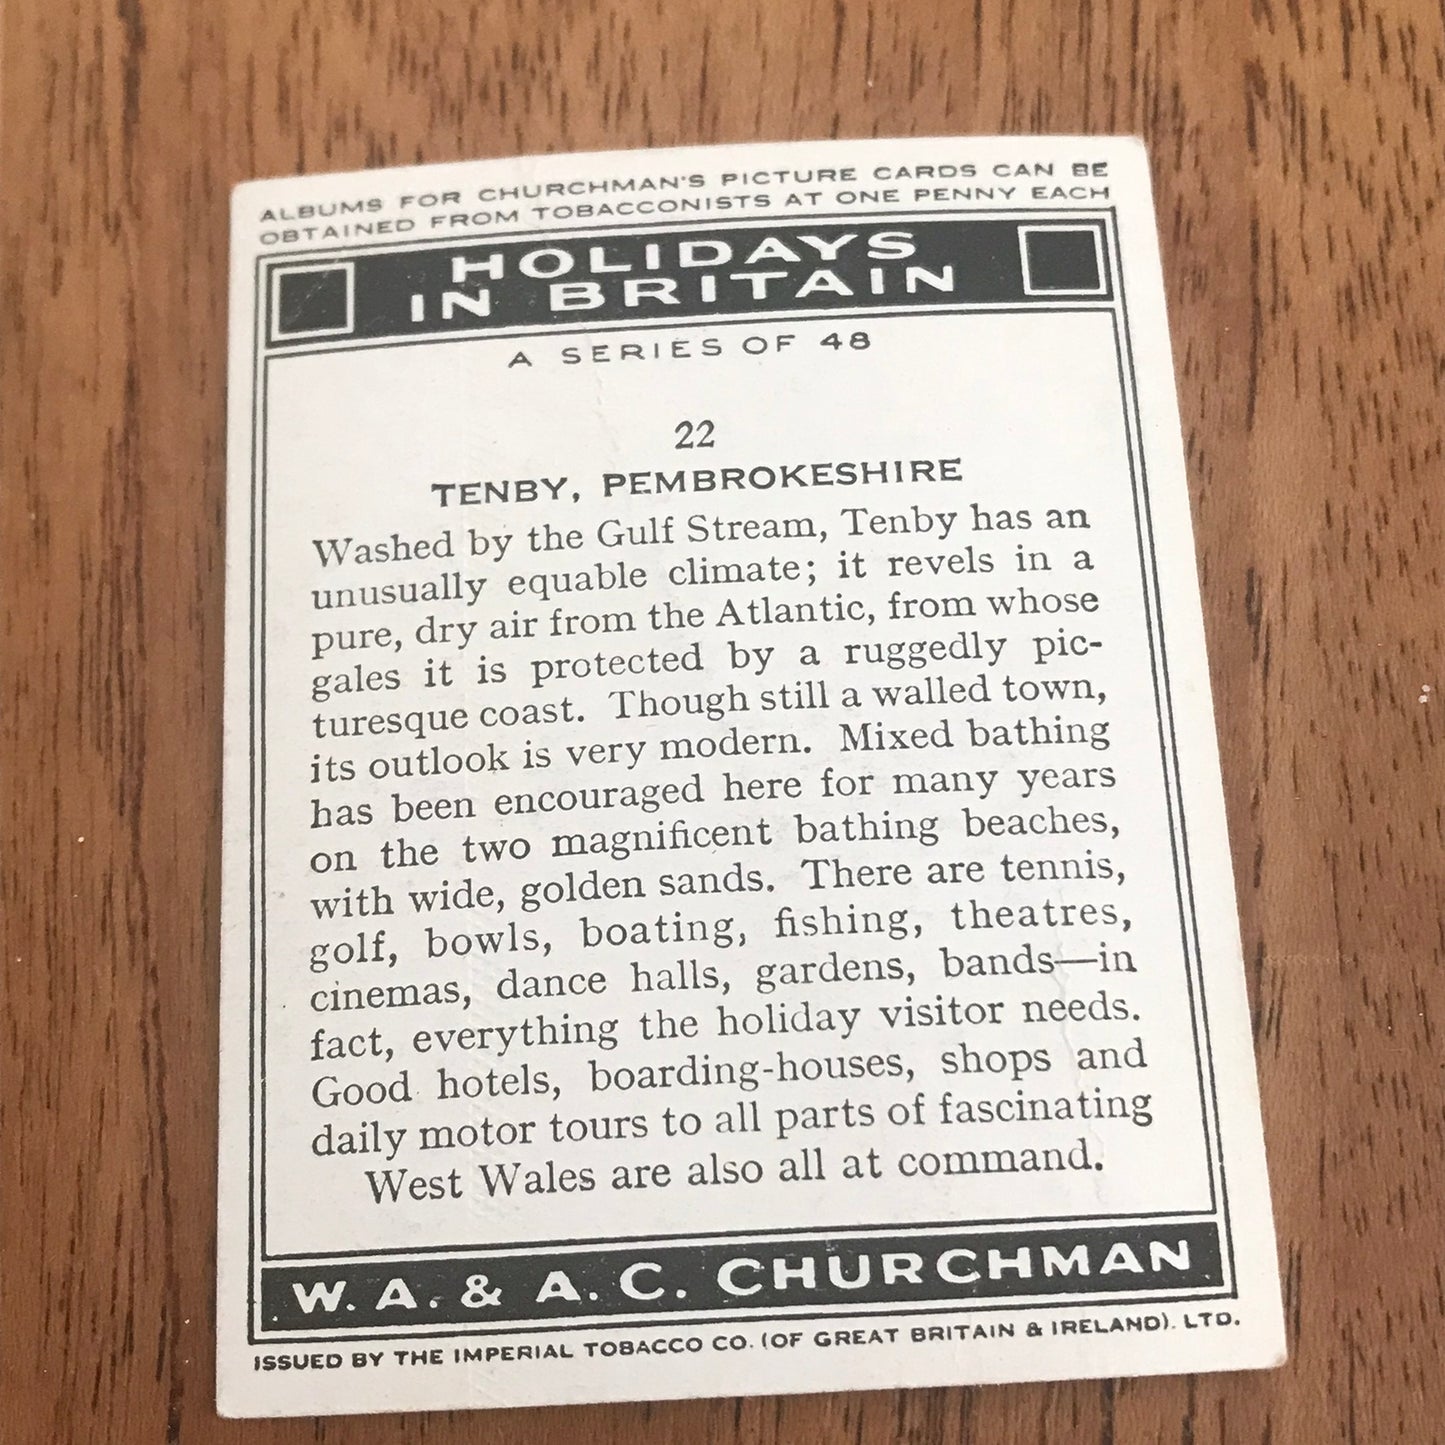 ALBUMS FOR CHURCHMAN'S PICTURE CARDS CAN BE
OBTAINED FROM TOBACCONISTS AT ONE PENNY EACH
HOLIDAYS
IN BRITAIN
A SERIES OF 48
22
TENBY, PEMBROKESHIRE
Washed by the Gulf Stream, Tenby has an
unusually equable climate; it revels in a
pure, dry air from the Atlantic, from whose
gales it is protected by a ruggedly pic-
turesque coast. Though still a walled town,
its outlook is very modern. Mixed bathing
has been encouraged here for many years
on the two magnificent bathing beaches,
with wide, golden sands. There are tennis,
golf, bowls, boating, fishing, theatres,
cinemas, dance halls, gardens, bands—in
fact, everything the holiday visitor needs.
Good hotels, boarding-houses, shops and
daily motor tours to all parts of fascinating
West Wales are also all at command.
W. A. & A. C. CHURCHMAN
ISSUED BY THE IMPERIAL TOBACCO CO. (OF GREAT BRITAIN & IRELAND). LTD.